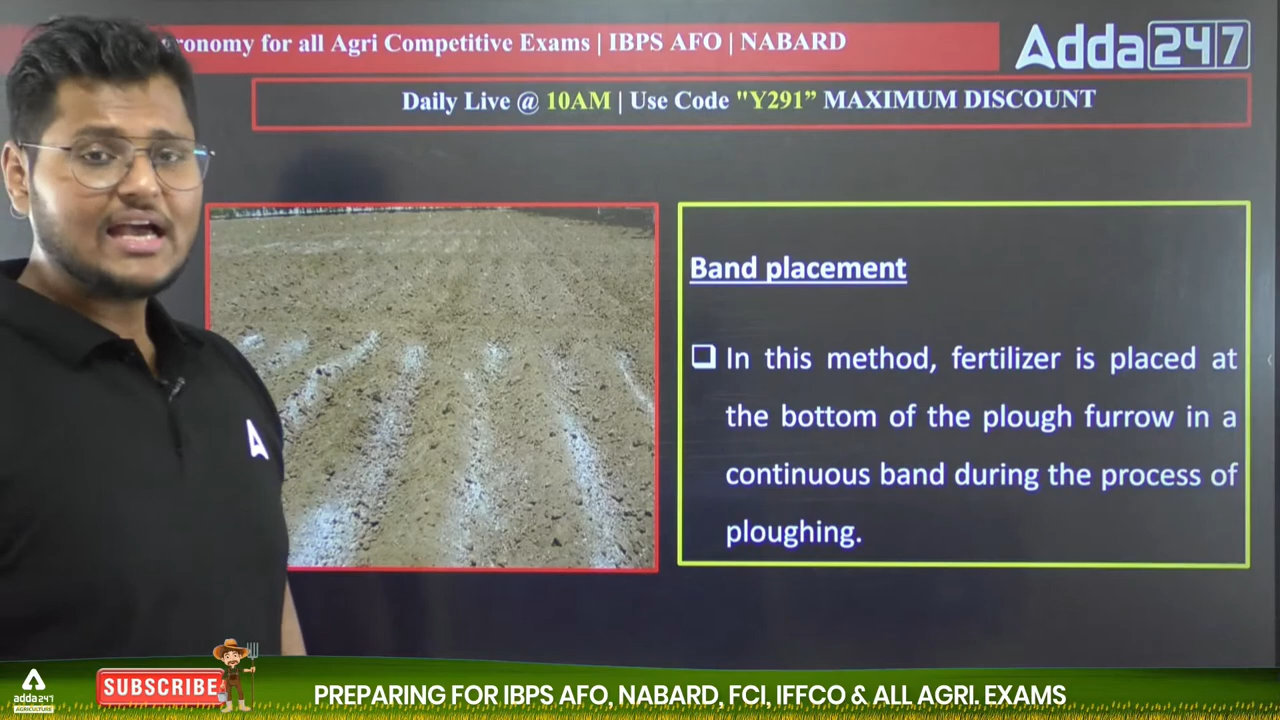 for all Agri Competitive Exams | IBPS AFO | NABARD
Adda247
Daily Live @ 10AM | Use Code "Y291” MAXIMUM DISCOUNT
Band placement
❑ In this method, fertilizer is placed at
the bottom of the plough furrow in a
continuous band during the process of
ploughing.
adda247
AGRICULTURE
SUBSCRIBE
PREPARING FOR IBPS AFO, NABARD, FCI, IFFCO & ALL AGRI. EXAMS